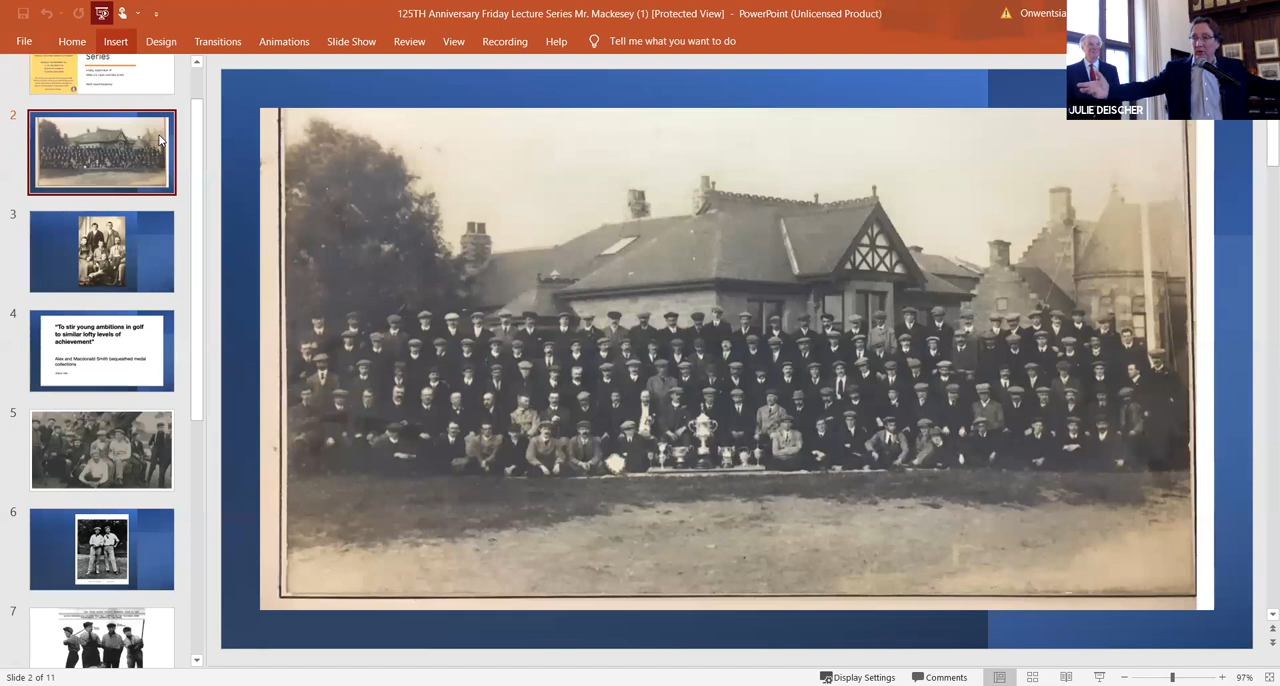 125TH Anniversary Friday Lecture Series Mr. Mackesey (1) [Protected View] - PowerPoint (Unlicensed Product)
Onwentsia
File Home Insert Design Transitions Animations Slide Show Review View Recording Help Tell me what you want to do
JULIE DEISCHER
Series
2
3
4
"To stir young ambitions in golf
to similar lofty levels of
achievement"
Alex and Macdonald Smith bequeathed medal
collections
5
6
7
Slide 2 of 11
Display Settings Comments 97%